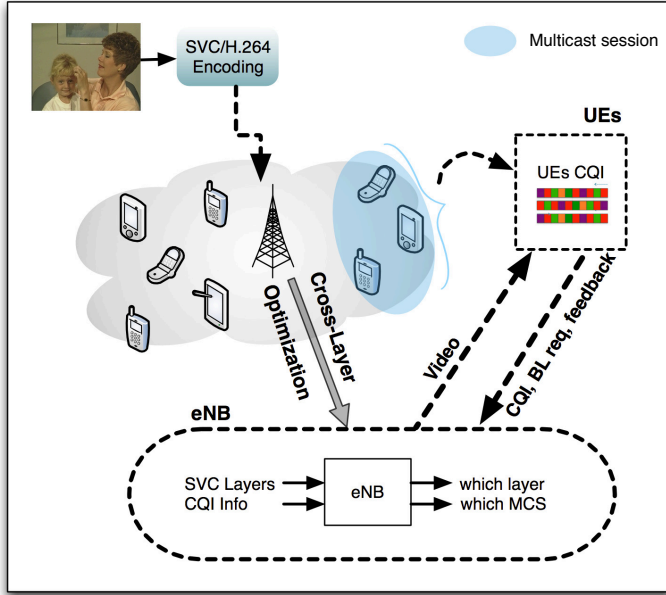 SVC/H.264
Encoding
Multicast session
UEs
UEs CQI
Cross-Layer
Optimization
Video
CQI, BL req, feedback
eNB
SVC Layers
CQI Info
eNB
which layer
which MCS